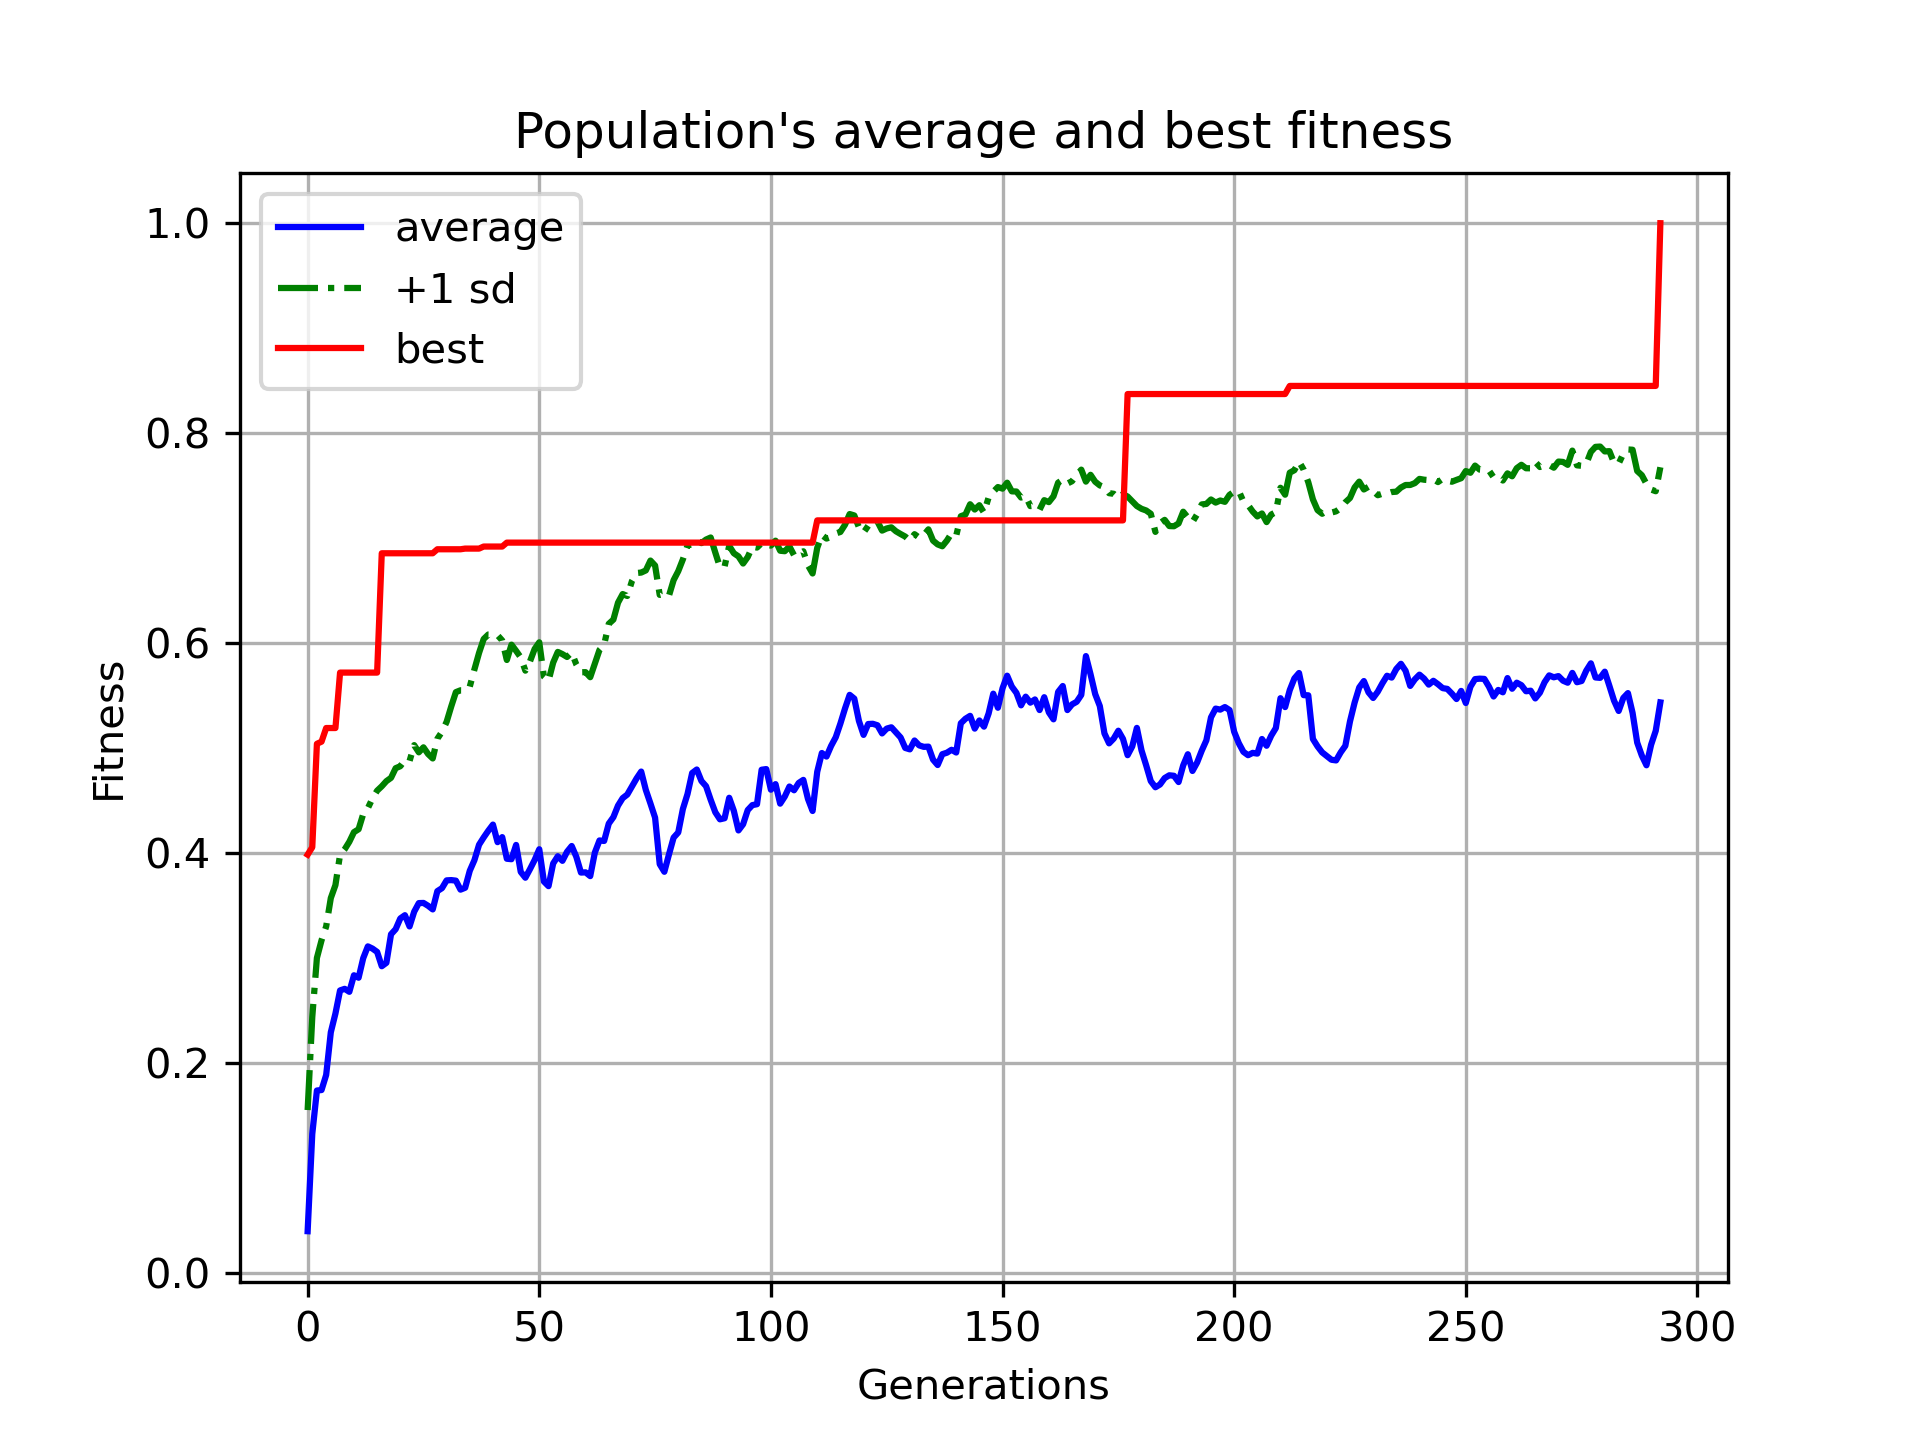 Population's average and best fitness
average
+1 sd
best
Fitness
1.0
0.8
0.6
0.4
0.2
0.0
0 50 100 150 200 250 300
Generations